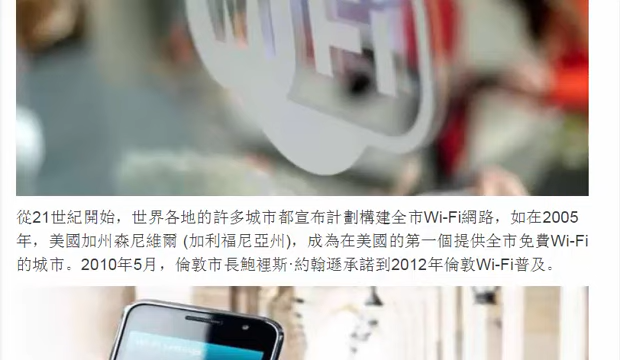 WiFi
從21世紀開始，世界各地的許多城市都宣布計劃構建全市Wi-Fi網路，如在2005
年，美國加州森尼維爾 (加利福尼亞州)，成為在美國的第一個提供全市免費Wi-Fi
的城市。2010年5月，倫敦市長鮑裡斯·約翰遜承諾到2012年倫敦Wi-Fi普及。